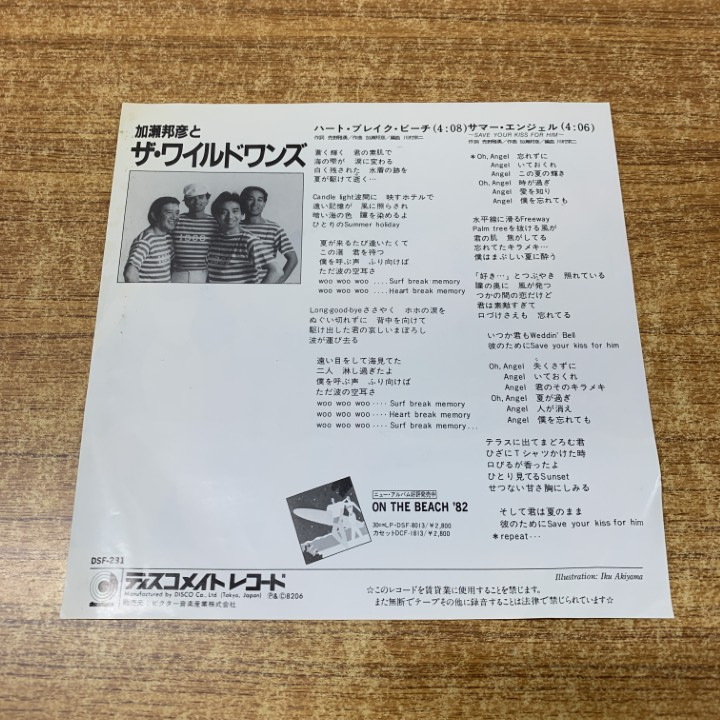 加瀬邦彦と
ザ・ワイルドワンズ
ハート・ブレイク・ビーチ(4:08)
蒼く輝く 君の素肌で
海の雫が 涙に変わる
白く残された 水着の跡を
夏が駆けて逝く…
Candle light波間に 映すホテルで
遠い記憶が 風に照らされ
暗い海の色 瞳を染めるよ
ひとりのSummer holiday
夏が来るたび逢いたくて
この渚 君を待つ
僕を呼ぶ声 ふり向けば
ただ波の空耳さ
woo woo woo....Surf break memory
woo woo woo....Heart break memory
Long good-byeささやく ホホの涙を
ぬぐい切れずに 背中を向けて
駆け出した君の哀しいまぼろし
波が運び去る
遠い目をして海見てた
二人 淋し過ぎたよ
僕を呼ぶ声 ふり向けば
ただ波の空耳さ
woo woo woo....Surf break memory
woo woo woo....Heart break memory
woo woo woo....Surf break memory...
サマー・エンジェル(4:06)
〜SAVE YOUR KISS FOR HIM〜
*Oh, Angel 忘れずに
Angel いておくれ
Angel この夏の輝き
Oh, Angel 時が過ぎ
Angel 愛を知り
Angel 僕を忘れても
水平線に滑るFreeway
Palm treeを抜ける風が
君の肌 焦がしてる
忘れてたキラメキ…
僕はまぶしい夏に酔う
「好き…」とつぶやき 照れている
瞳の奥に 風が発つ
つかの間の恋だけど
君は素敵すぎて
口づけさえも 忘れてる
いつか君もWeddin' Bell
彼のためにSave your kiss for him
Oh, Angel 失くさずに
Angel いておくれ
Angel 君のそのキラメキ
Oh, Angel 夏が過ぎ
Angel 人が消え
Angel 僕を忘れても
テラスに出てまどろむ君
ひざにTシャツかけた時
口びるが香ったよ
ひとり見てるSunset
せつない甘さ胸にしみる
そして君は夏のまま
彼のためにSave your kiss for him
*repeat...
ニュー・アルバム好評発売中
ON THE BEACH '82
30cmLP-DSF-8013/¥2,800
カセットDCF-1813/¥2,800
DSF-231
ディスコメイトレコード
Manufactured by DISCO Co., Ltd (Tokyo, Japan) Ⓟ&Ⓒ8206
販売元:ビクター音楽産業株式会社
Illustration: Iku Akiyama
☆このレコードを賃貸業に使用することを禁じます。
また無断でテープその他に録音することは法律で禁じられています☆